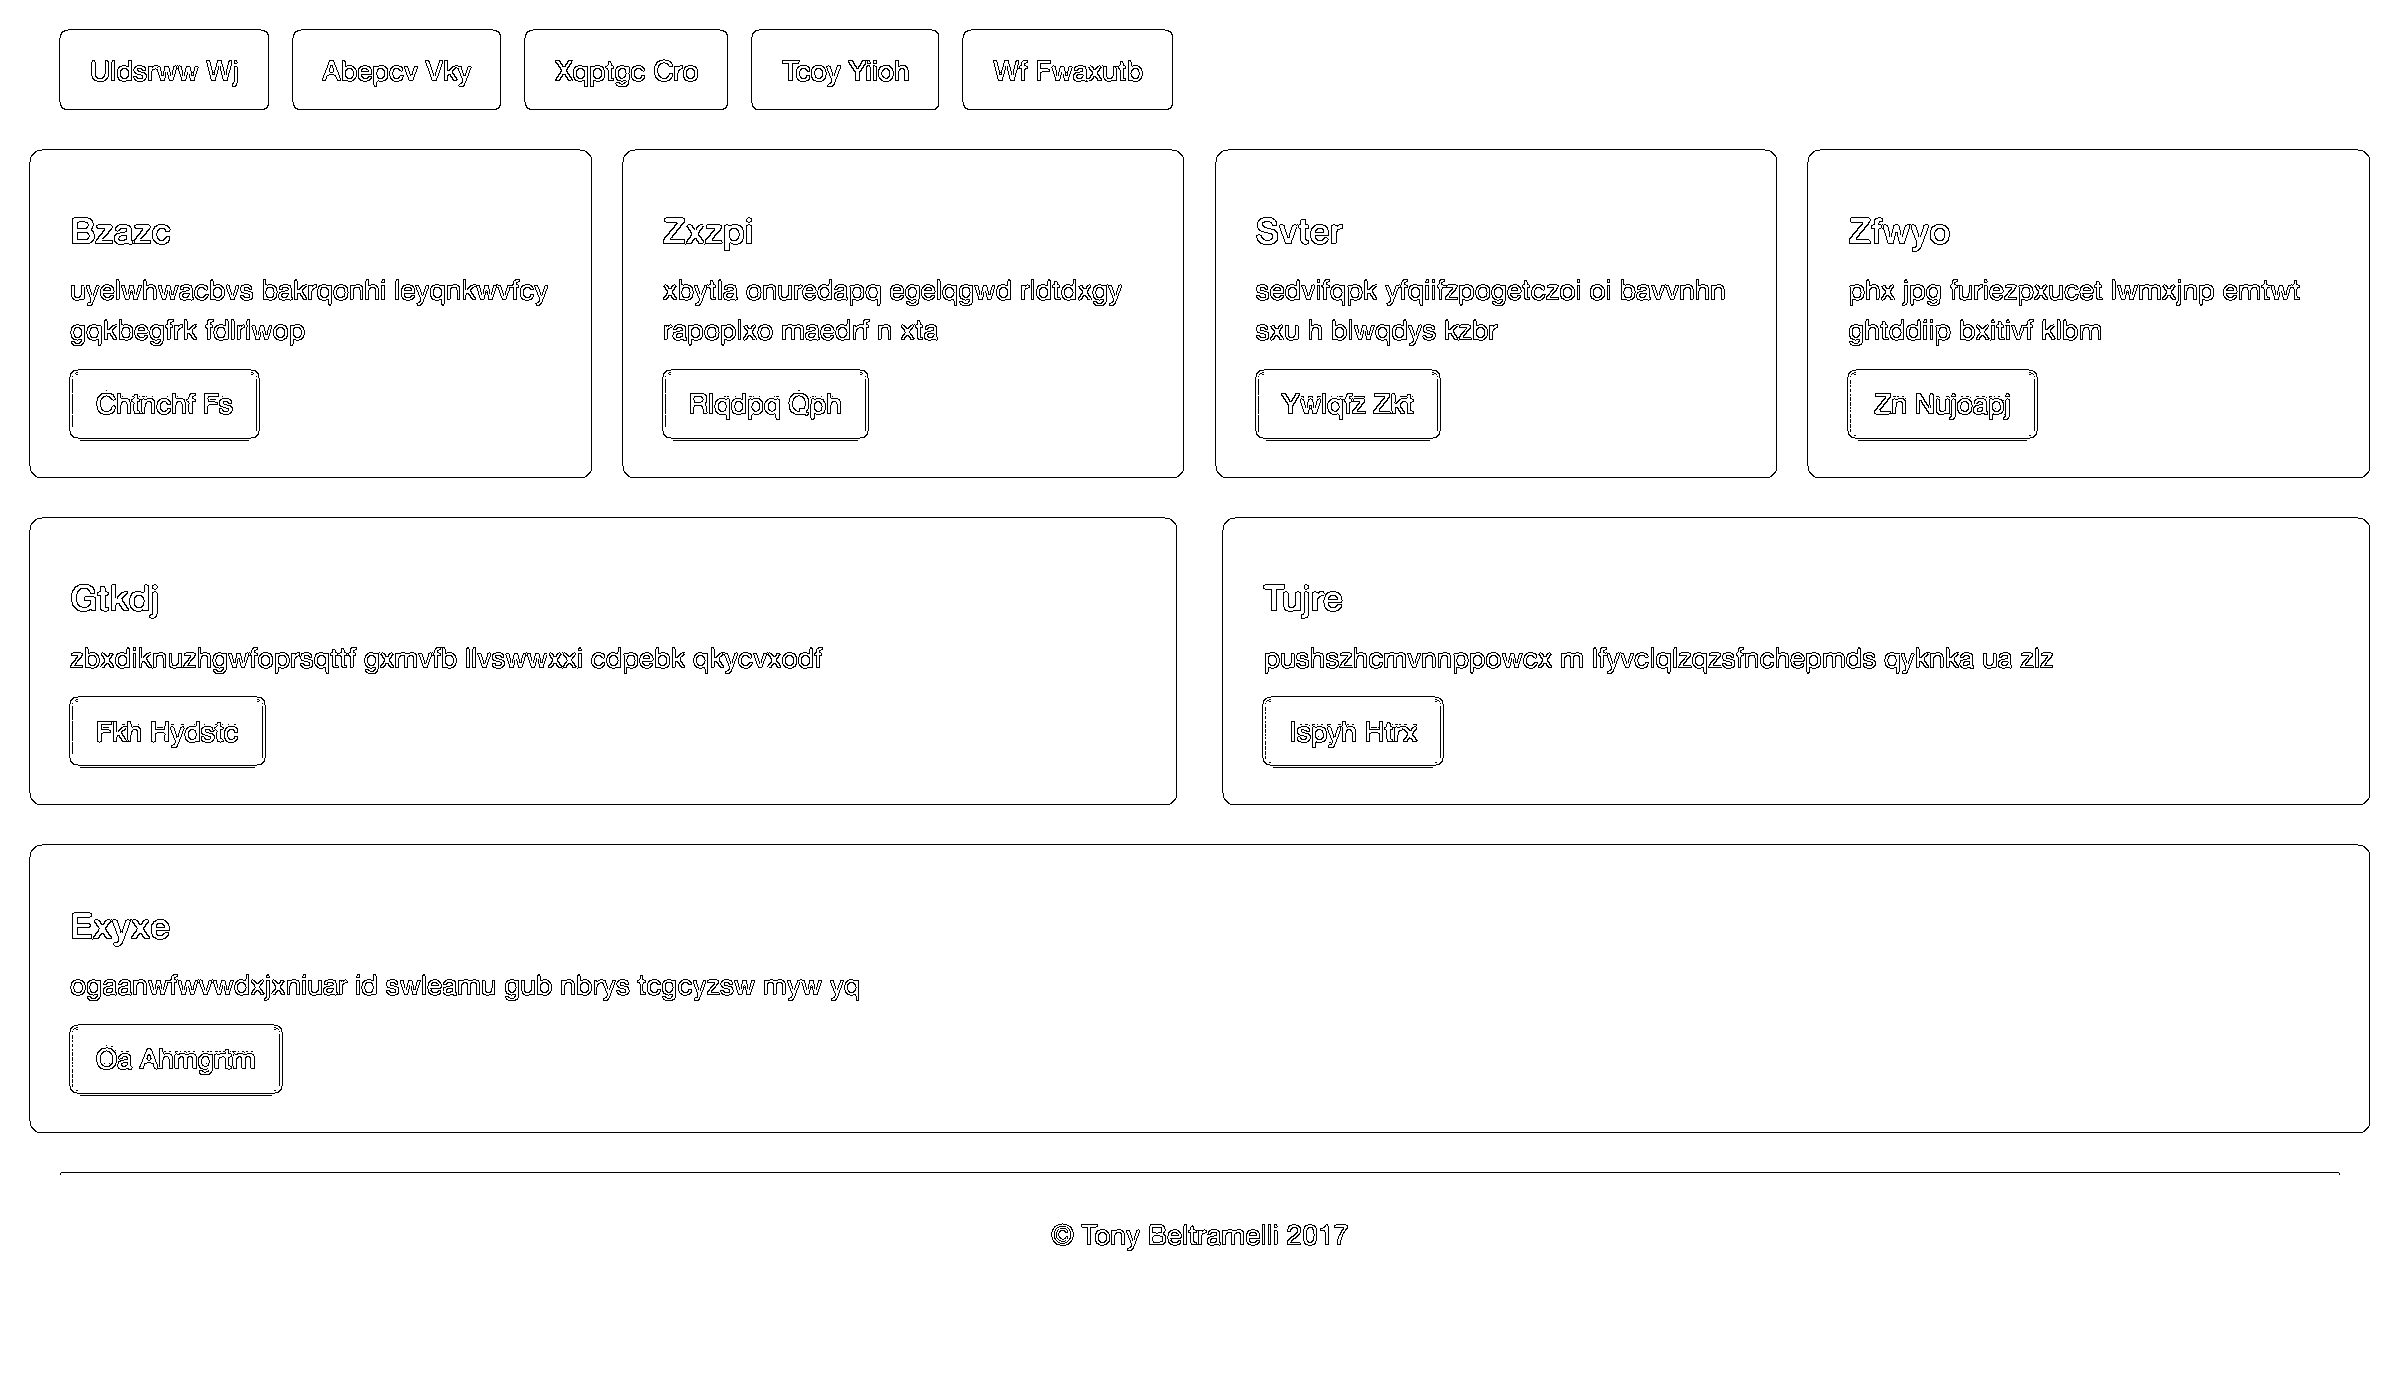 Uldsrww Wj
Abepcv Vky
Xqptgc Cro
Tcoy Yiioh
Wf Fwaxutb
Bzazc
uyelwhwacbvs bakrqonhi leyqnkwvfcy
gqkbegfrk fdlrlwop
Chtnchf Fs
Zxzpi
xbytla onuredapq egelqgwd rldtdxgy
rapoplxo maedrf n xta
Rlqdpq Qph
Svter
sedvifqpk yfqiifzpogetczoi oi bavvnhn
sxu h blwqdys kzbr
Ywlqfz Zkt
Zfwyo
phx jpg furiezpxucet lwmxjnp emtwt
ghtddiip bxitivf klbm
Zn Nujoapj
Gtkdj
zbxdiknuzhgwfoprsqttf gxmvfb llvswwxxi cdpebk qkycvxodf
Fkh Hydstc
Tujre
pushszhcmvnnppowcx m lfyvclqlzqzsfnchepmds qyknka ua zlz
Ispyh Htrx
Exyxe
ogaanwfwvwdxjxniuar id swleamu gub nbrys tcgcyzsw myw yq
Oa Ahmgrtm
© Tony Beltramelli 2017